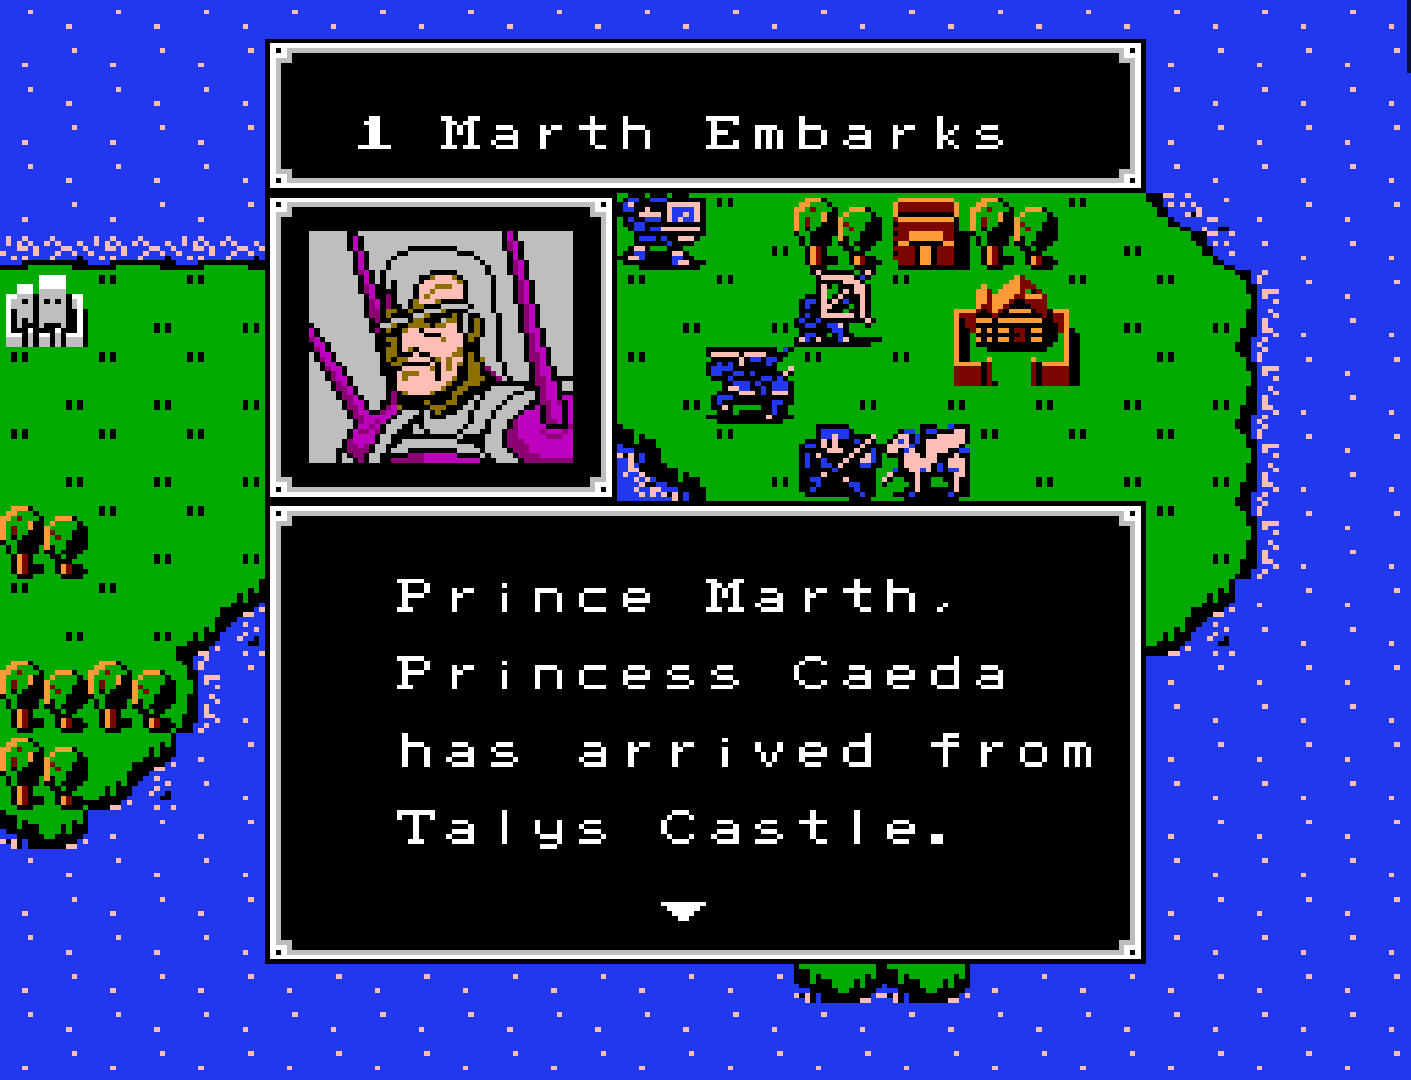 1 Marth Embarks
Prince Marth,
Princess Caeda
has arrived from
Talys Castle.